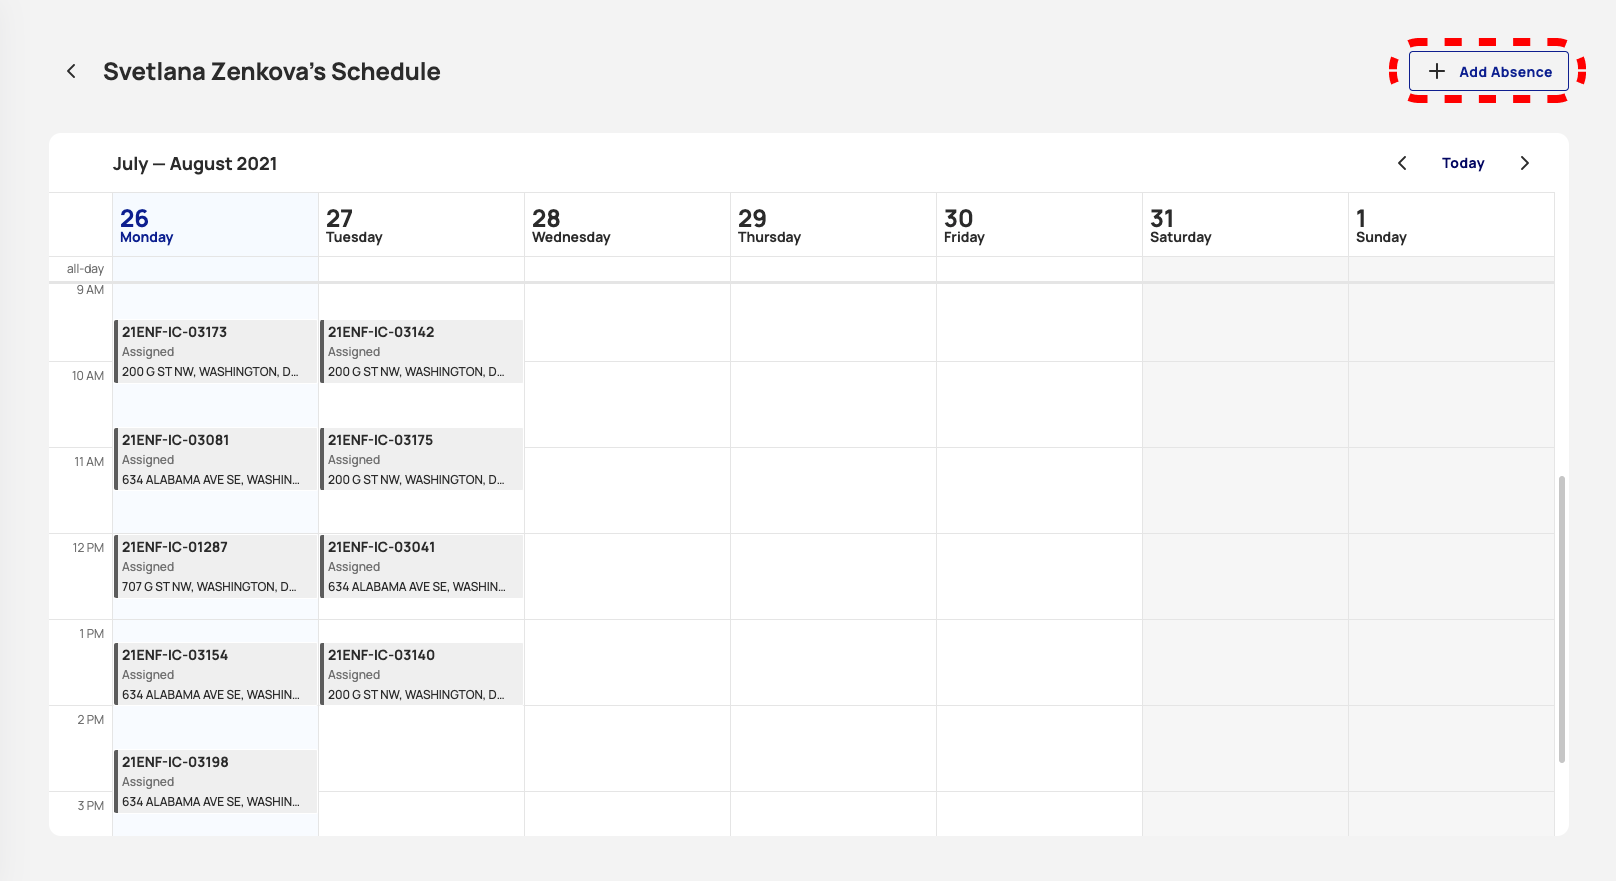 Svetlana Zenkova's Schedule
Add Absence
July — August 2021
Today
26
Monday
27
Tuesday
28
Wednesday
29
Thursday
30
Friday
31
Saturday
1
Sunday
all-day
9 AM
21ENF-IC-03173
Assigned
200 G ST NW, WASHINGTON, D...
21ENF-IC-03142
Assigned
200 G ST NW, WASHINGTON, D...
10 AM
21ENF-IC-03081
Assigned
634 ALABAMA AVE SE, WASHIN...
21ENF-IC-03175
Assigned
200 G ST NW, WASHINGTON, D...
11 AM
12 PM
21ENF-IC-01287
Assigned
707 G ST NW, WASHINGTON, D...
21ENF-IC-03041
Assigned
634 ALABAMA AVE SE, WASHIN...
1 PM
21ENF-IC-03154
Assigned
634 ALABAMA AVE SE, WASHIN...
21ENF-IC-03140
Assigned
200 G ST NW, WASHINGTON, D...
2 PM
21ENF-IC-03198
Assigned
634 ALABAMA AVE SE, WASHIN...
3 PM